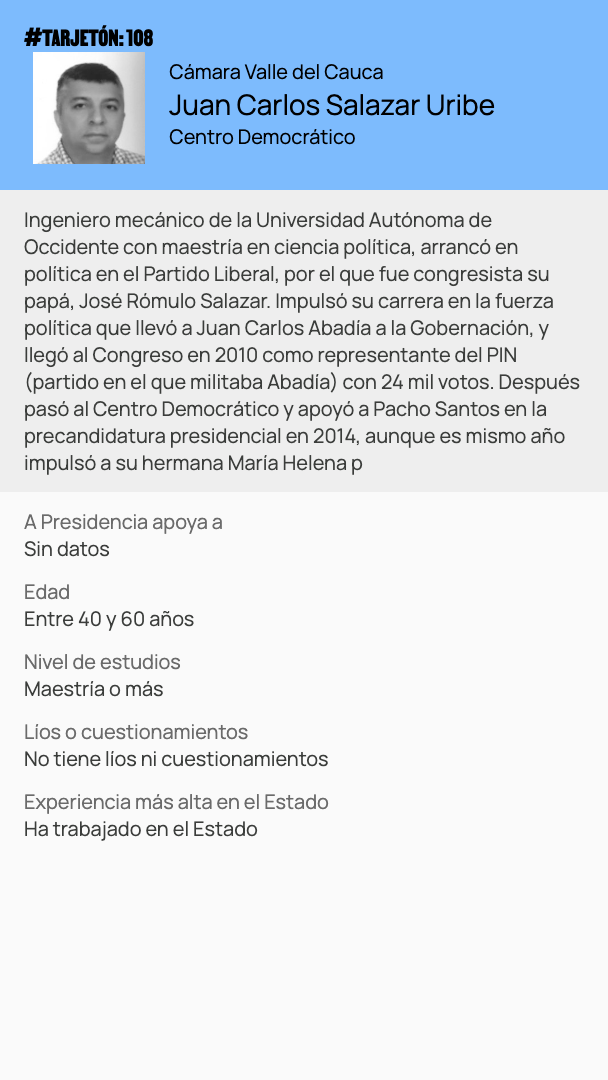 #TARJETÓN: 108
Cámara Valle del Cauca
Juan Carlos Salazar Uribe
Centro Democrático
Ingeniero mecánico de la Universidad Autónoma de
Occidente con maestría en ciencia política, arrancó en
política en el Partido Liberal, por el que fue congresista su
papá, José Rómulo Salazar. Impulsó su carrera en la fuerza
política que llevó a Juan Carlos Abadía a la Gobernación, y
llegó al Congreso en 2010 como representante del PIN
(partido en el que militaba Abadía) con 24 mil votos. Después
pasó al Centro Democrático y apoyó a Pacho Santos en la
precandidatura presidencial en 2014, aunque es mismo año
impulsó a su hermana María Helena p
A Presidencia apoya a
Sin datos
Edad
Entre 40 y 60 años
Nivel de estudios
Maestría o más
Líos o cuestionamientos
No tiene líos ni cuestionamientos
Experiencia más alta en el Estado
Ha trabajado en el Estado